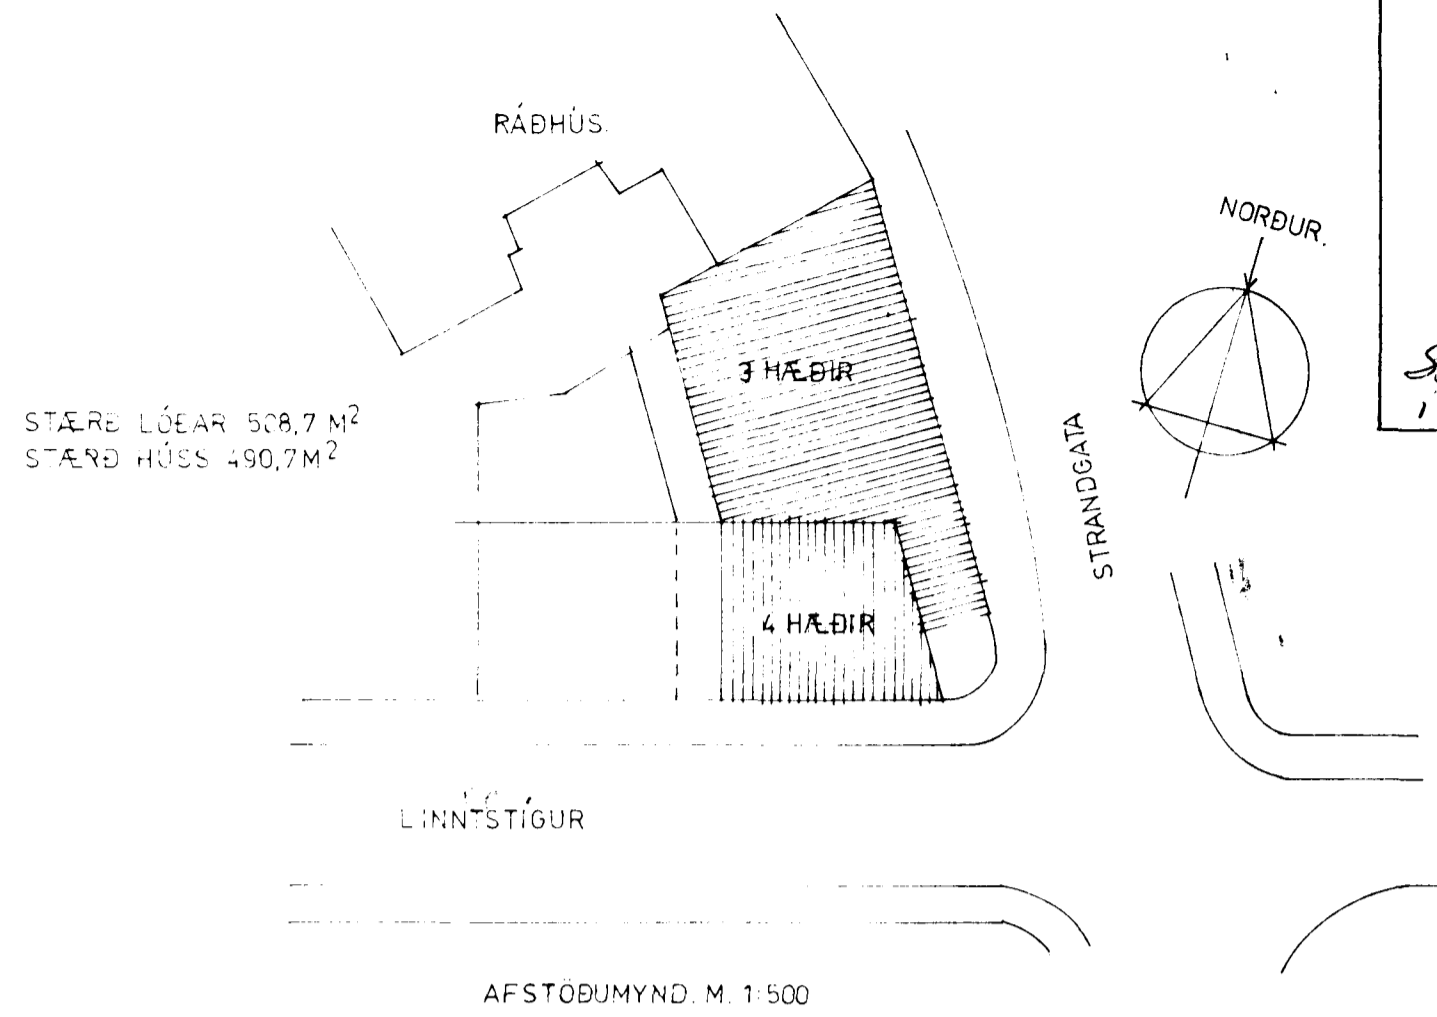 RÁÐHÚS.
NORÐUR.
3 HÆÐIR
STÆRÐ LÓÐAR 508,7 M²
STÆRÐ HÚSS 490,7 M²
STRANDGATA
4 HÆÐIR
LINNTSTÍGUR
AFSTÖÐUMYND. M. 1:500